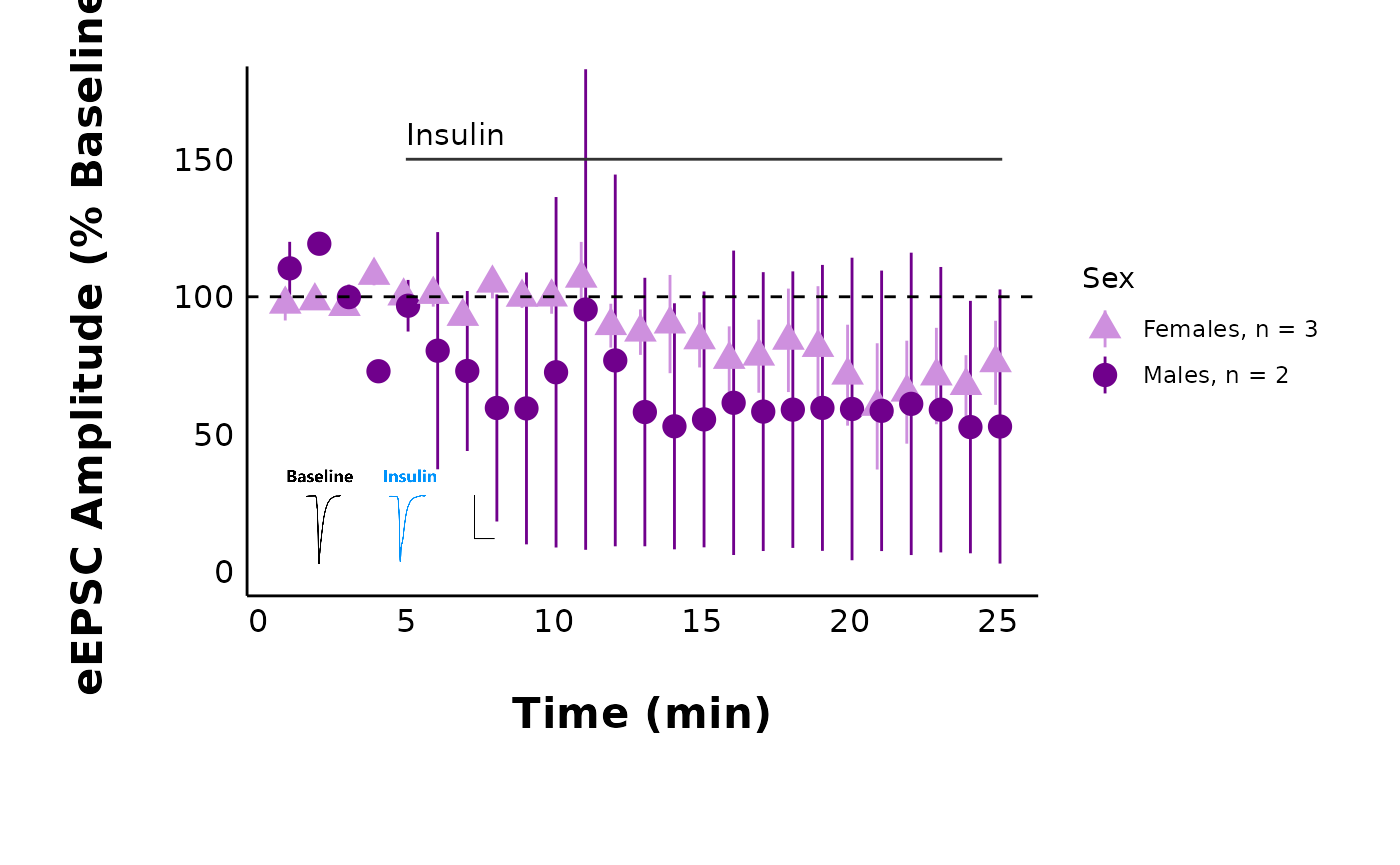 eEPSC Amplitude (% Baseline
150
100
50
0
Insulin
Baseline
Insulin
0 5 10 15 20 25
Time (min)
Sex
Females, n = 3
Males, n = 2